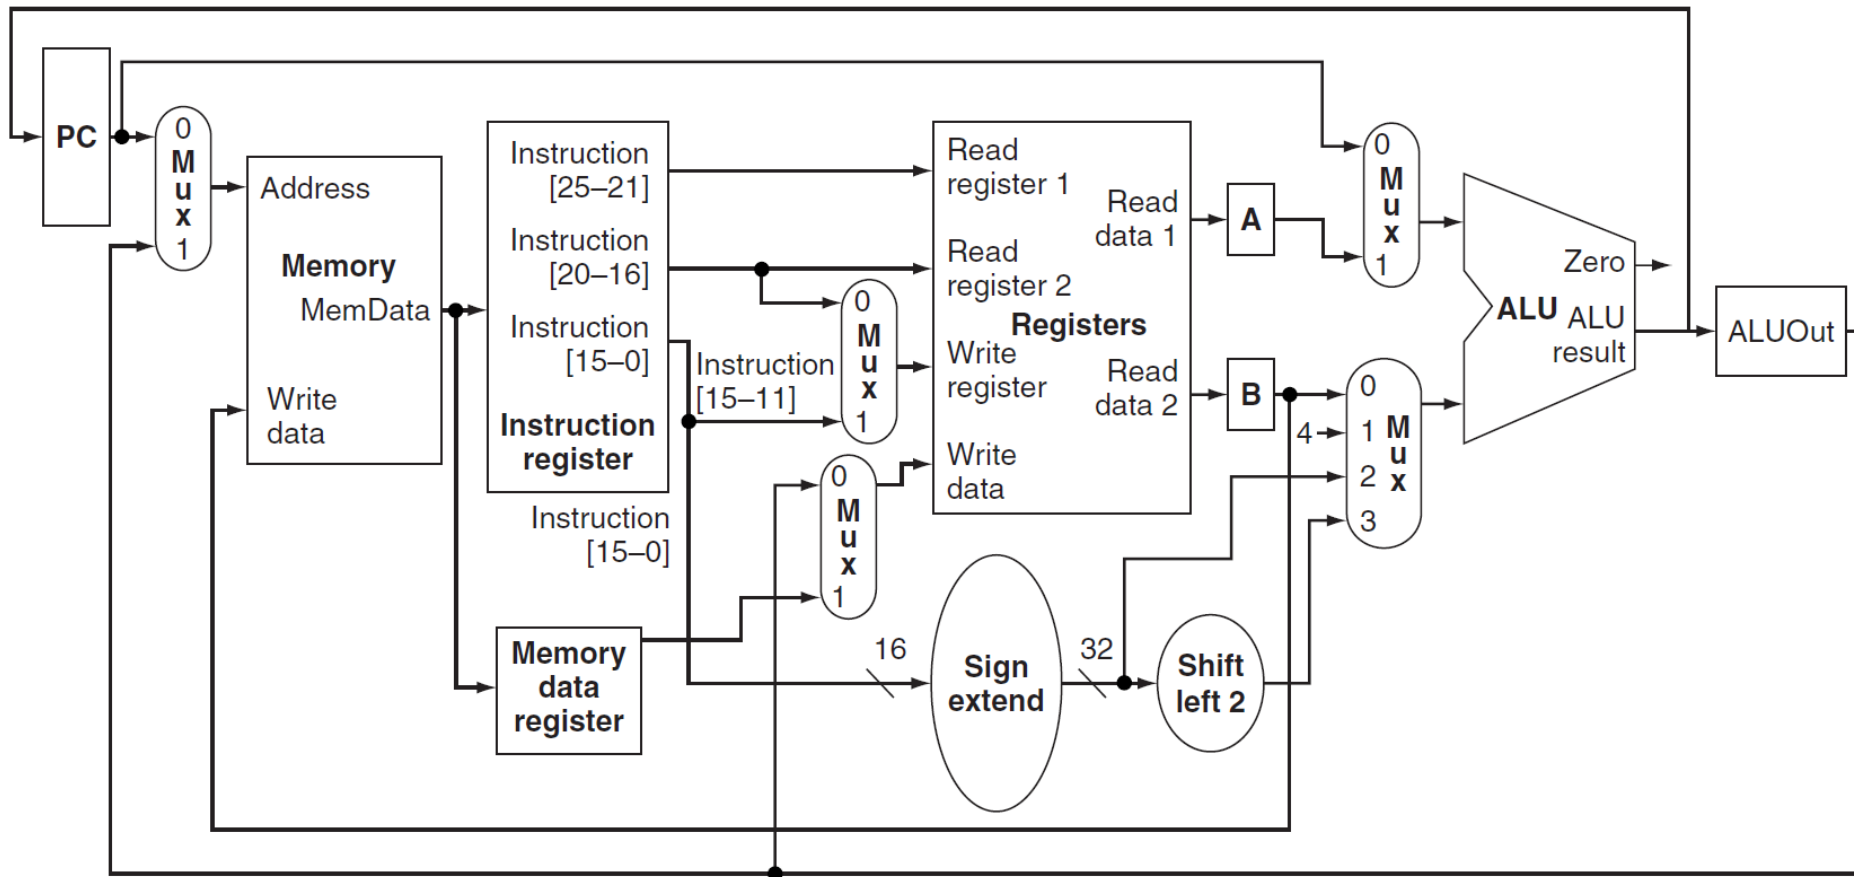 PC
0
M
u
x
1
Address
Memory
MemData
Write
data
Instruction
[25–21]
Instruction
[20–16]
Instruction
[15–0]
Instruction
register
Instruction
[15–0]
Memory
data
register
Instruction
[15–11]
0
M
u
x
1
0
M
u
x
1
Read
register 1
Read
register 2
Registers
Write
register
Write
data
Read
data 1
Read
data 2
16
Sign
extend
32
Shift
left 2
A
B
4
0
M
u
x
1
0
1
2
3
M
u
x
Zero
ALU
ALU
result
ALUOut